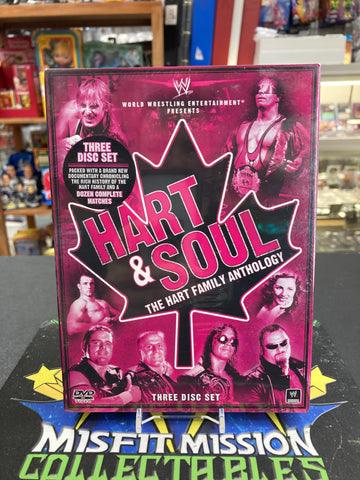 W
WORLD WRESTLING ENTERTAINMENT®
PRESENTS
THREE
DISC SET
PACKED WITH A BRAND NEW
DOCUMENTARY CHRONICLING
THE RICH HISTORY OF THE
HART FAMILY AND A
DOZEN COMPLETE
MATCHES
HART
& SOUL
THE HART FAMILY ANTHOLOGY
DVD
VIDEO
THREE DISC SET
W
MISFIT MISSION
COLLECTABLES